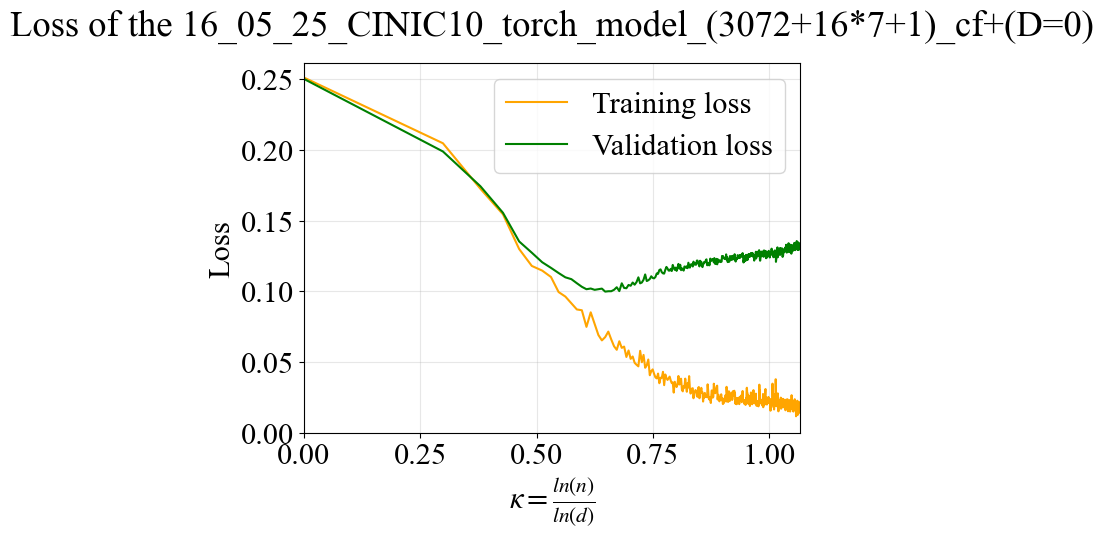 Loss of the 16_05_25_CINIC10_torch_model_(3072+16*7+1)_cf+(D=0)
Training loss
Validation loss
Loss
0.25
0.20
0.15
0.10
0.05
0.00
0.00 0.25 0.50 0.75 1.00
κ = ln(n)/ln(d)